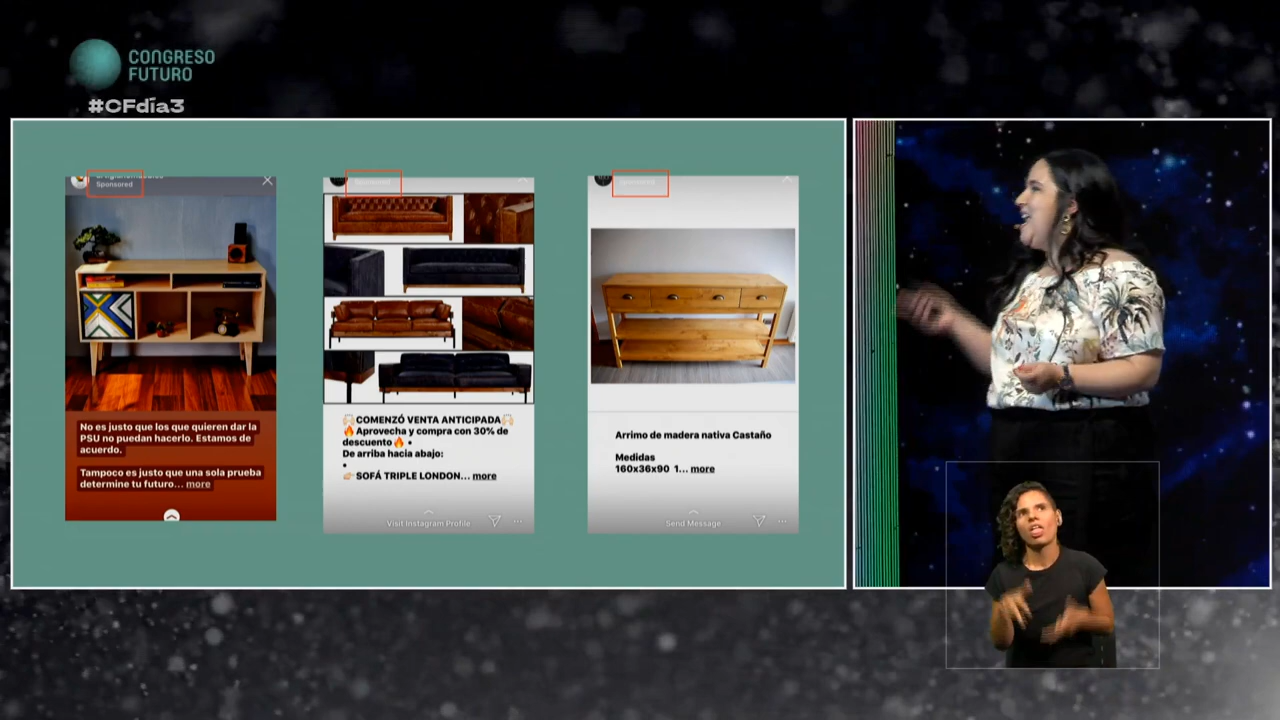 CONGRESO
FUTURO
#CFdía3
Sponsored
No es justo que los que quieren dar la
PSU no puedan hacerlo. Estamos de
acuerdo.
Tampoco es justo que una sola prueba
determine tu futuro... more
Sponsored
🙌🏻COMENZÓ VENTA ANTICIPADA🙌🏻
🔥Aprovecha y compra con 30% de
descuento🔥 •
De arriba hacia abajo:
•
👉🏻SOFÁ TRIPLE LONDON... more
Visit Instagram Profile
Sponsored
Arrimo de madera nativa Castaño
Medidas
160x36x90 1... more
Send Message